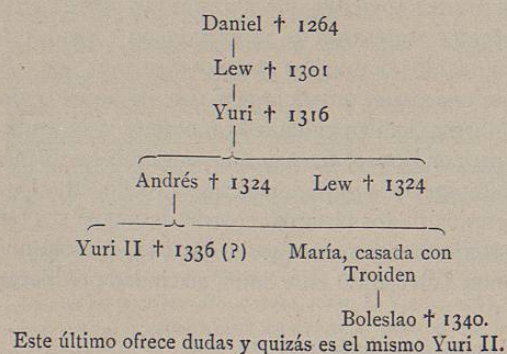 Daniel † 1264
Lew † 1301
Yuri † 1316
Andrés † 1324 Lew † 1324
Yuri II † 1336 (?) María, casada con
Troiden
Boleslao † 1340.
Este último ofrece dudas y quizás es el mismo Yuri II.